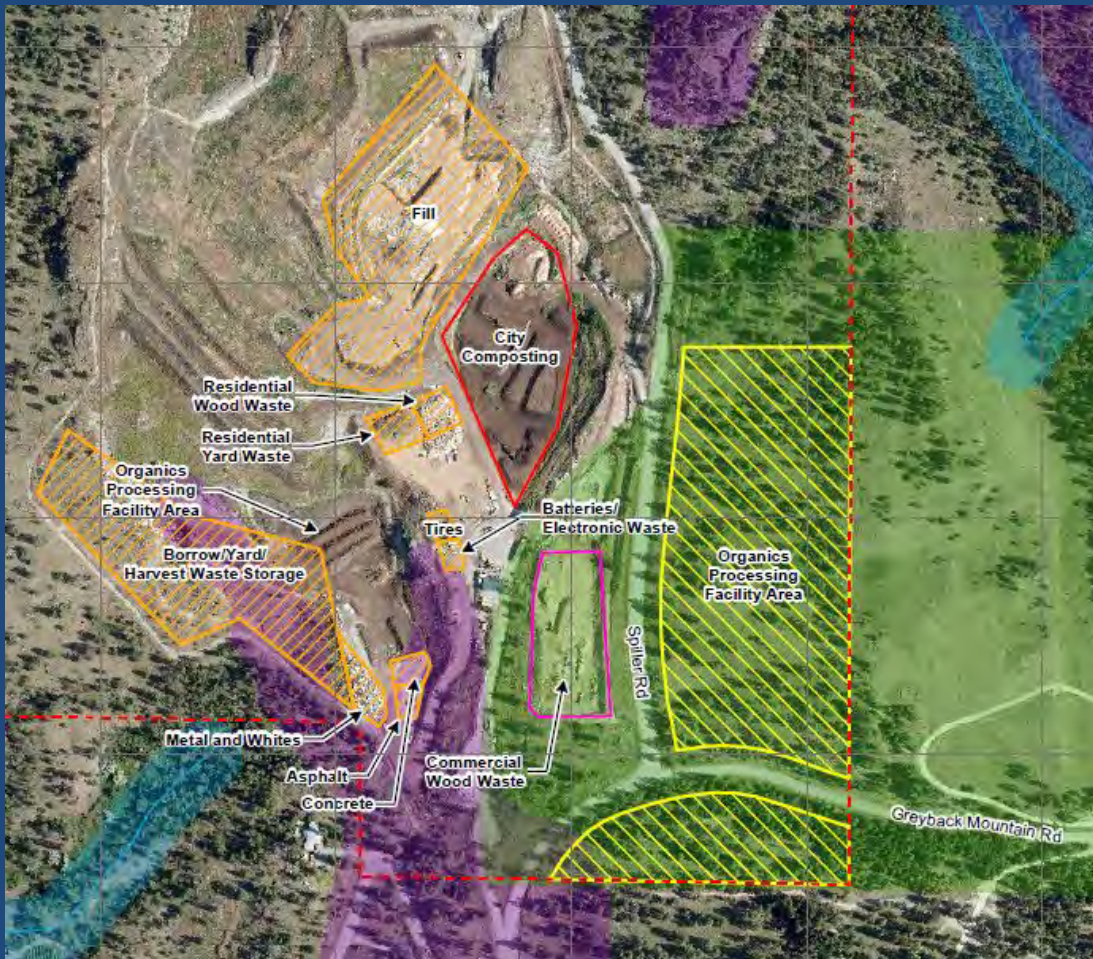 Fill
City
Composting
Residential
Wood Waste
Residential
Yard Waste
Organics
Processing
Facility Area
Borrow/Yard/
Harvest Waste Storage
Tires
Batteries/
Electronic Waste
Organics
Processing
Facility Area
Spiller Rd
Metal and Whites
Asphalt
Concrete
Commercial
Wood Waste
Greyback Mountain Rd